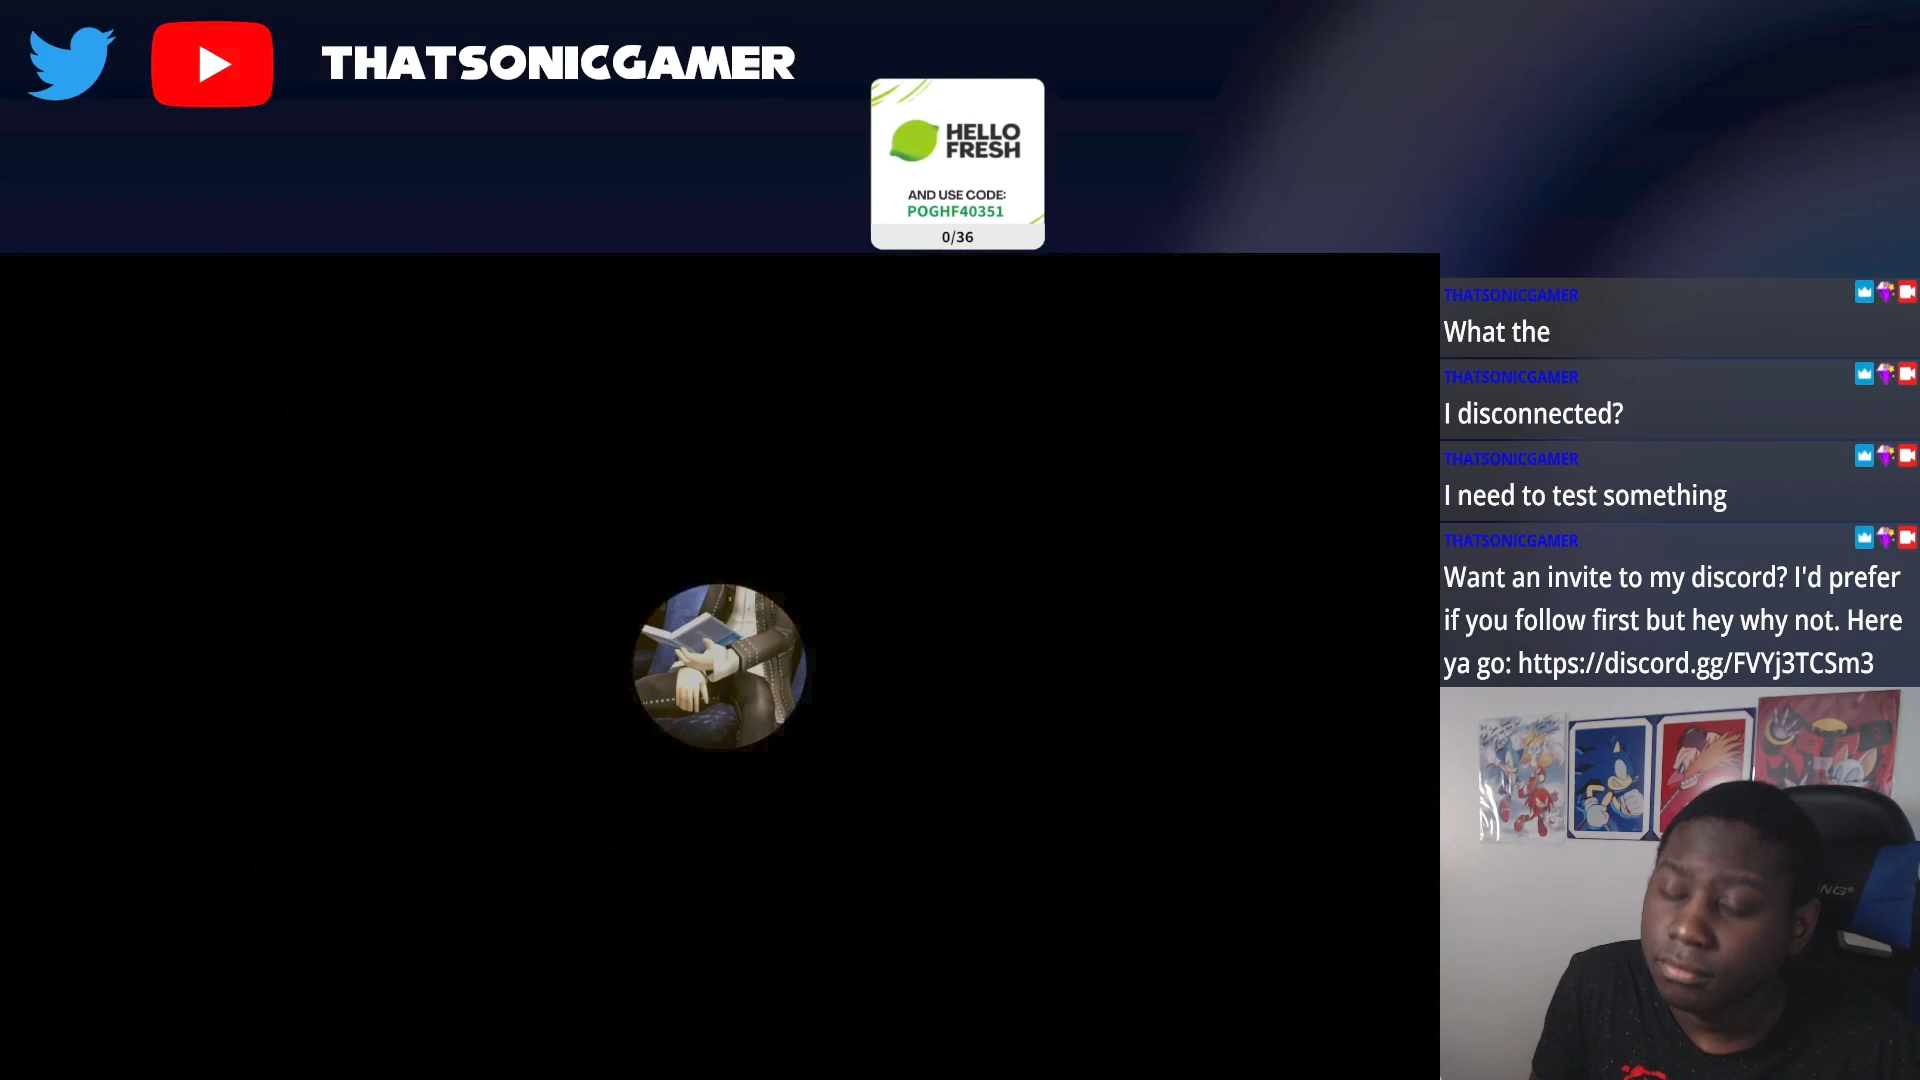 THATSONICGAMER
HELLO
FRESH
AND USE CODE:
POGHF40351
0/36
THATSONICGAMER
What the
THATSONICGAMER
I disconnected?
THATSONICGAMER
I need to test something
THATSONICGAMER
Want an invite to my discord? I'd prefer
if you follow first but hey why not. Here
ya go: https://discord.gg/FVYj3TCSm3